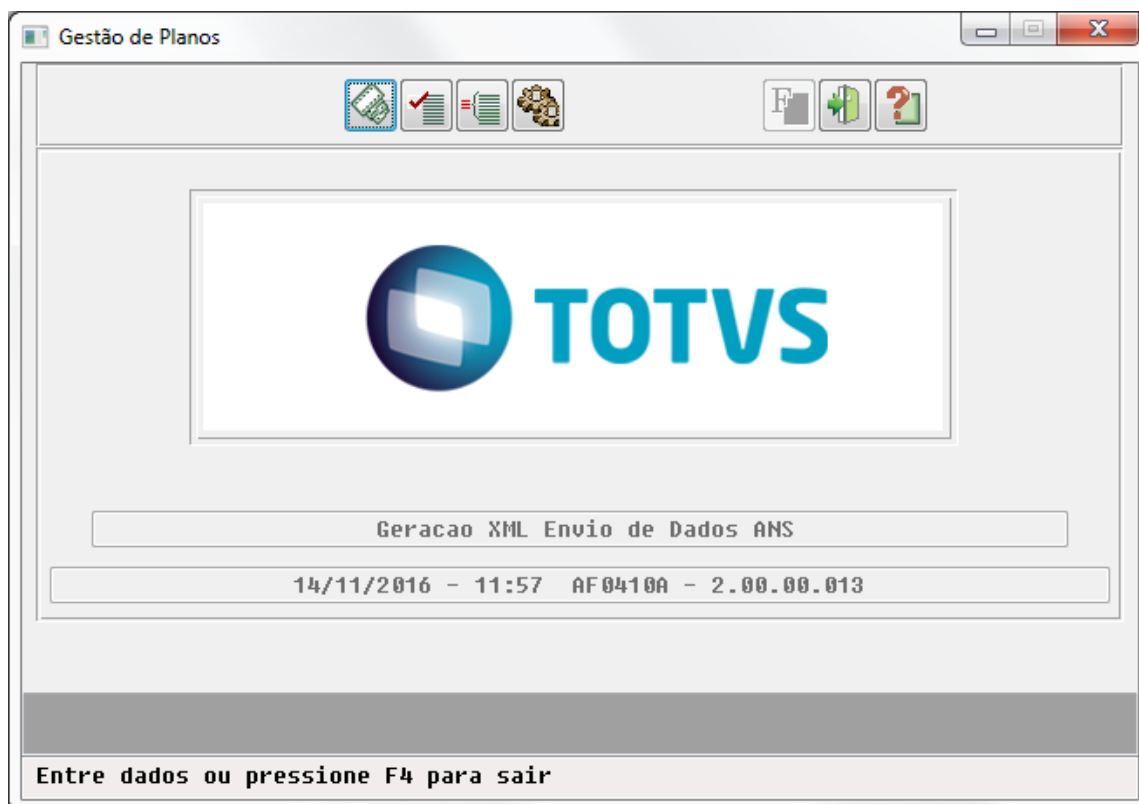 Gestão de Planos
F
TOTVS
Geracao XML Envio de Dados ANS
14/11/2016 - 11:57 AF0410A - 2.00.00.013
Entre dados ou pressione F4 para sair